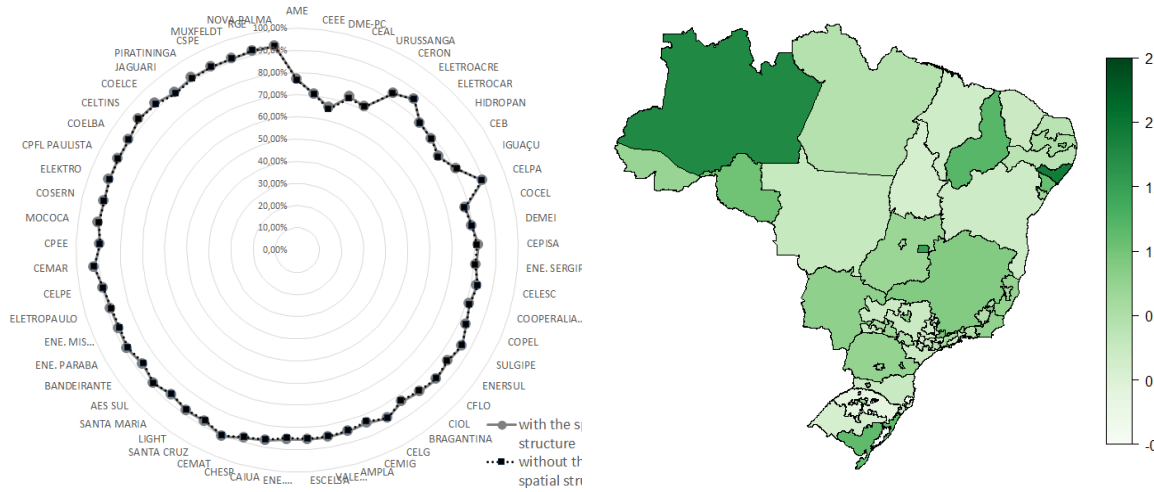 AME
CEEE
DME-PC
CEAL
URUSSANGA
CERON
ELETROACRE
ELETROCAR
HIDROPAN
CEB
IGUAÇU
CELPA
COCEL
DEMEI
CEPISA
ENE. SERGIP
CELESC
COOPERALIA...
COPEL
SULGIPE
ENERSUL
CFLO
CIOL
BRAGANTINA
CELG
CEMIG
AMPLA
VALE...
ESCELSA
ENE....
CAIUA
CHESP
CEMAT
SANTA CRUZ
LIGHT
SANTA MARIA
AES SUL
BANDEIRANTE
ENE. PARABA
ENE. MIS...
ELETROPAULO
CELPE
CEMAR
CPEE
MOCOCA
COSERN
ELEKTRO
CPFL PAULISTA
COELBA
CELTINS
COELCE
JAGUARI
PIRATININGA
CSPE
MUXFELDT
RGE
NOVA PALMA
100,00%
90,00%
80,00%
70,00%
60,00%
50,00%
40,00%
30,00%
20,00%
10,00%
0,00%
with the sp
structure
without th
spatial stru
2
2
1
1
0
0
-0